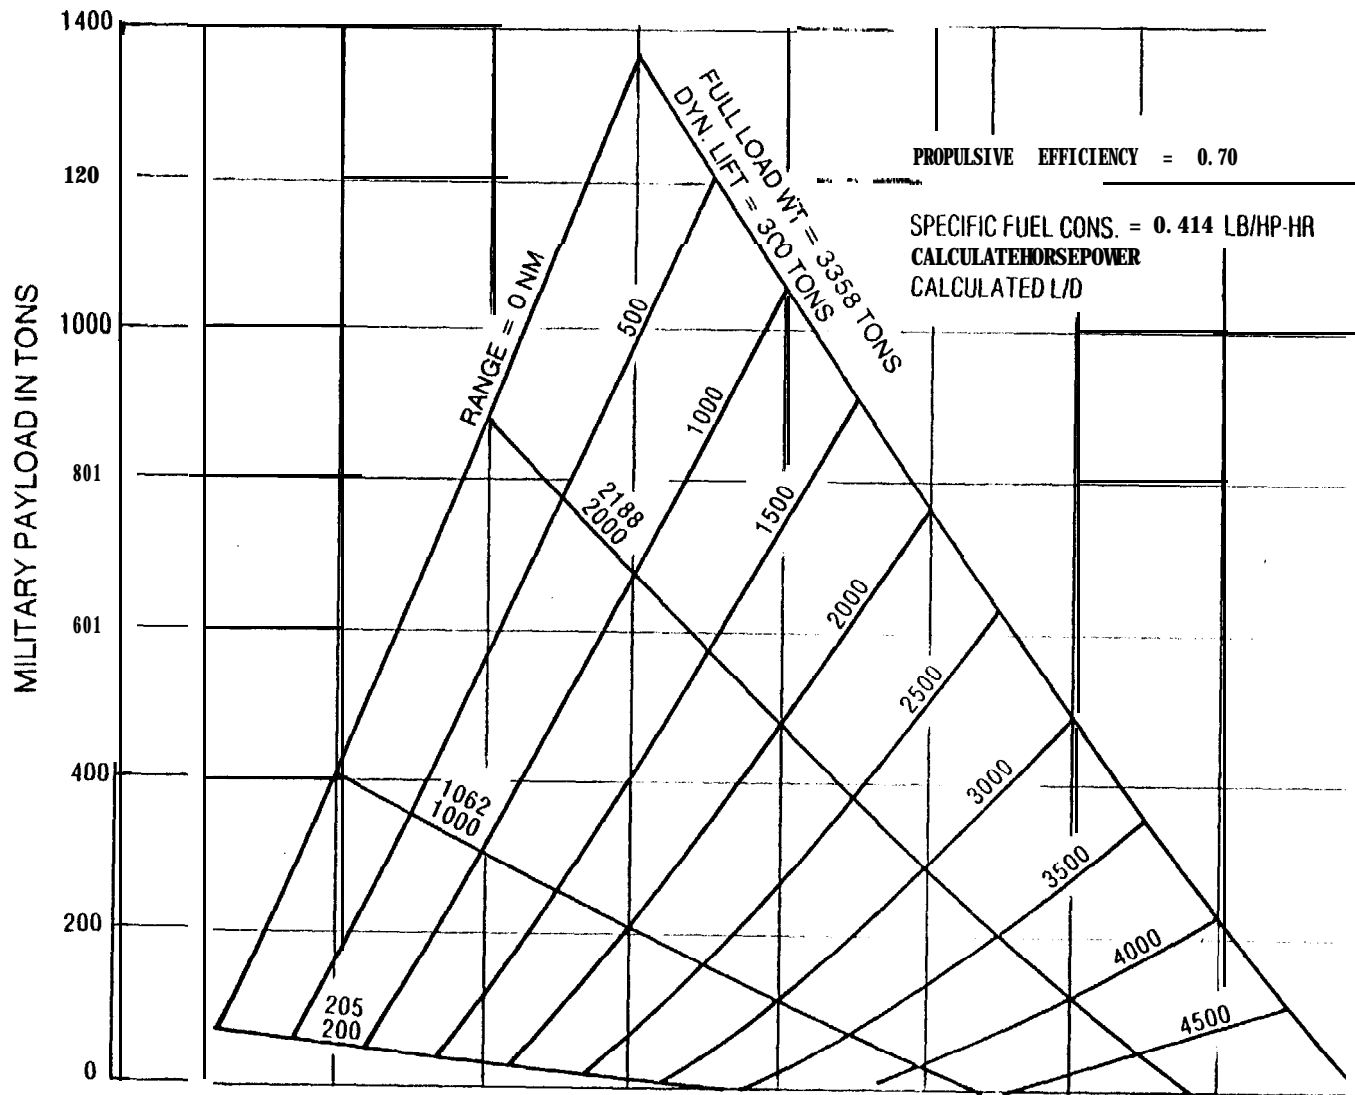 1400
120
1000
801
601
400
200
0
MILITARY PAYLOAD IN TONS
FULL LOAD WT = 3358 TONS
DYN. LIFT = 300 TONS
PROPULSIVE EFFICIENCY = 0.70
SPECIFIC FUEL CONS. = 0.414 LB/HP-HR
CALCULATEHORSEPOWER
CALCULATED L/D
RANGE = 0 NM
500
1000
1500
2000
2500
3000
3500
4000
4500
2188
2000
1062
1000
205
200